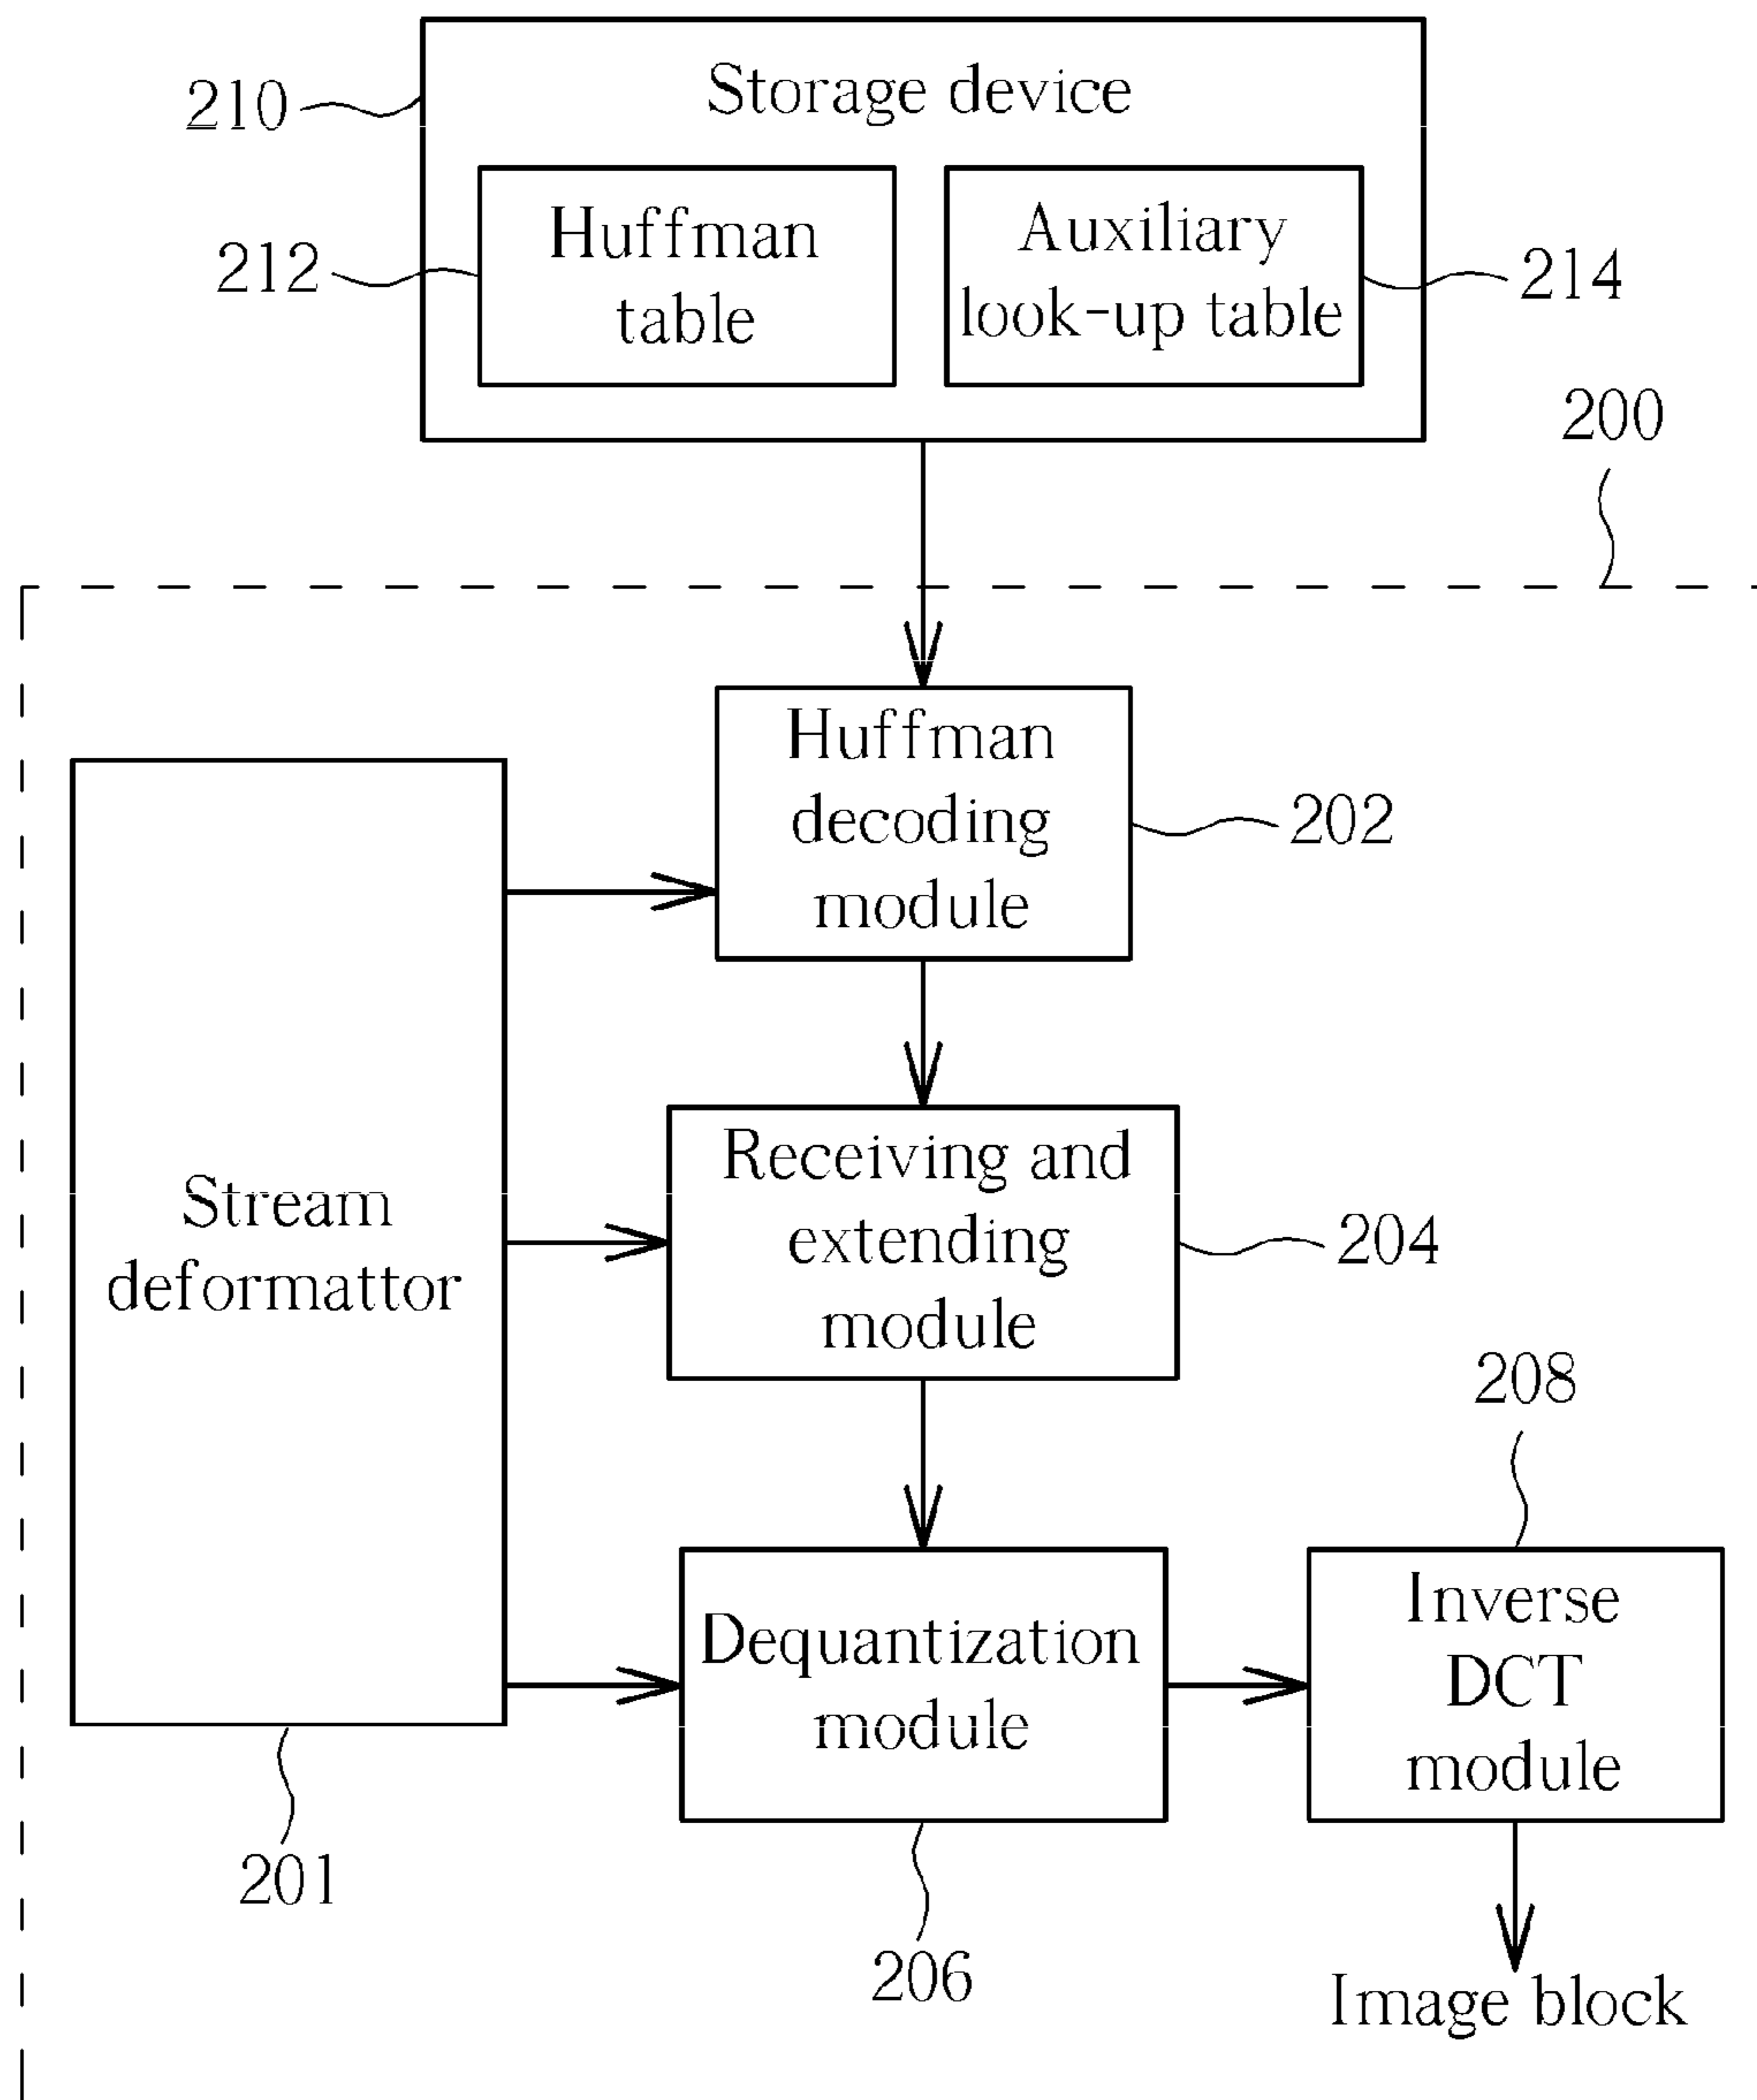 Storage device
210
Huffman
table
212
Auxiliary
look-up table
214
200
Huffman
decoding
module
202
Stream
deformattor
201
Receiving and
extending
module
204
208
Dequantization
module
206
Inverse
DCT
module
Image block